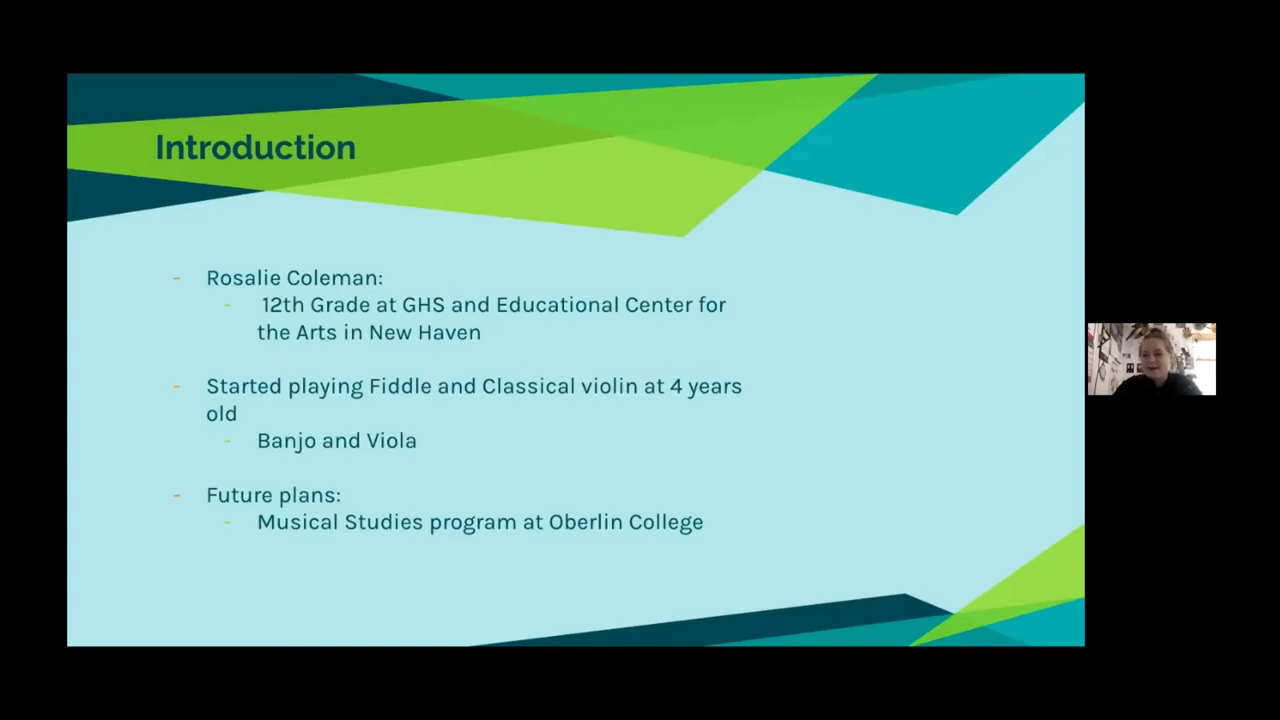 Introduction
- Rosalie Coleman:
- 12th Grade at GHS and Educational Center for
the Arts in New Haven
- Started playing Fiddle and Classical violin at 4 years
old
- Banjo and Viola
- Future plans:
- Musical Studies program at Oberlin College